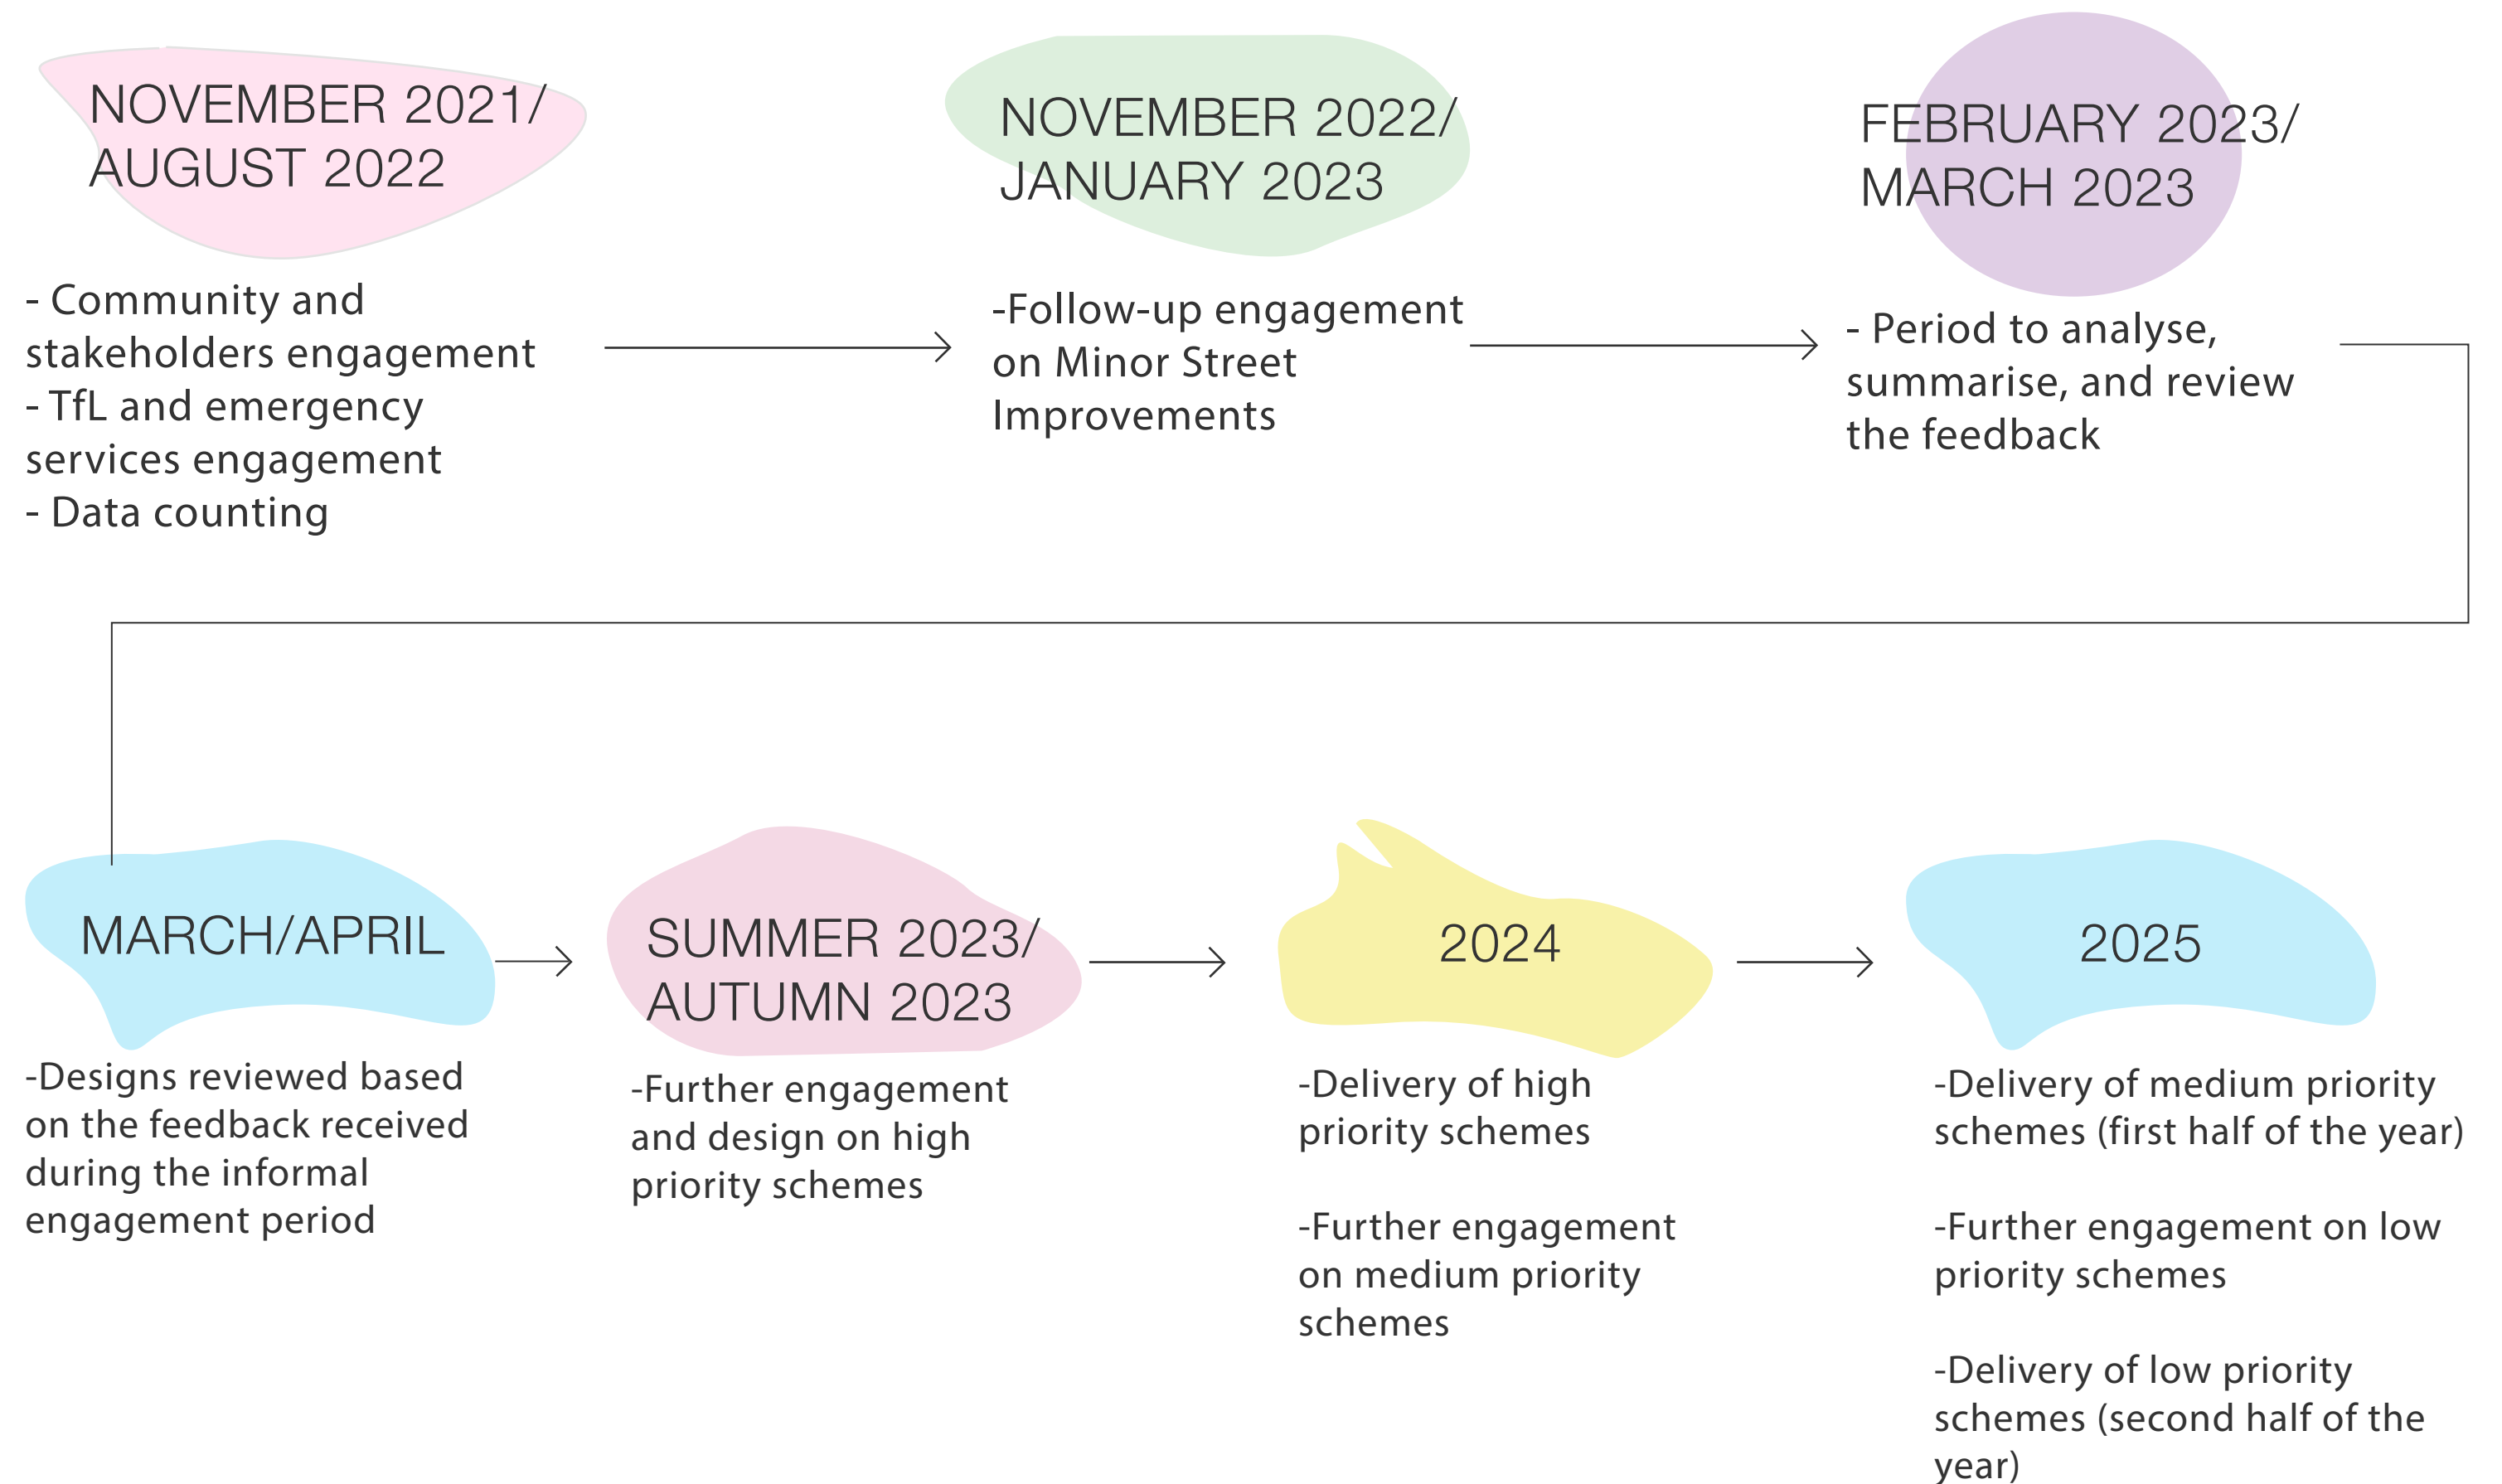 NOVEMBER 2021/
AUGUST 2022
- Community and
stakeholders engagement
- TfL and emergency
services engagement
- Data counting
NOVEMBER 2022/
JANUARY 2023
-Follow-up engagement
on Minor Street
Improvements
FEBRUARY 2023/
MARCH 2023
- Period to analyse,
summarise, and review
the feedback
MARCH/APRIL
-Designs reviewed based
on the feedback received
during the informal
engagement period
SUMMER 2023/
AUTUMN 2023
-Further engagement
and design on high
priority schemes
2024
-Delivery of high
priority schemes
-Further engagement
on medium priority
schemes
2025
-Delivery of medium priority
schemes (first half of the year)
-Further engagement on low
priority schemes
-Delivery of low priority
schemes (second half of the
year)